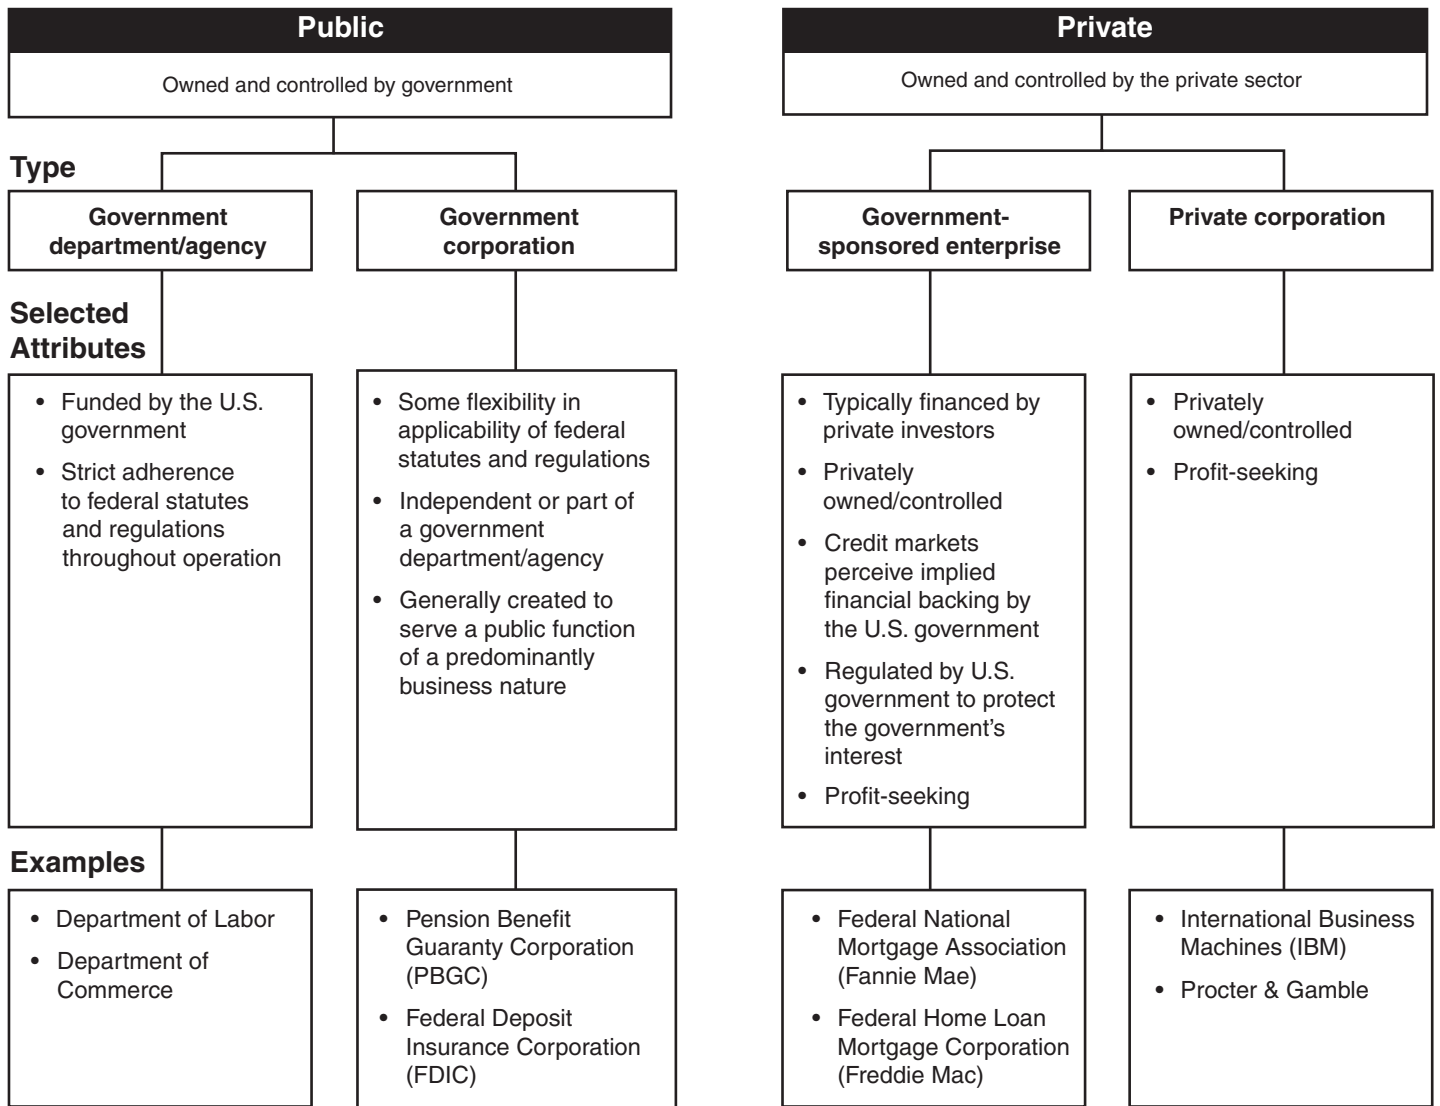 Public
Owned and controlled by government
Private
Owned and controlled by the private sector
Type
Government
department/agency
Government
corporation
Government-
sponsored enterprise
Private corporation
Selected
Attributes
• Funded by the U.S.
government
• Strict adherence
to federal statutes
and regulations
throughout operation
• Some flexibility in
applicability of federal
statutes and regulations
• Independent or part of
a government
department/agency
• Generally created to
serve a public function
of a predominantly
business nature
• Typically financed by
private investors
• Privately
owned/controlled
• Credit markets
perceive implied
financial backing by
the U.S. government
• Regulated by U.S.
government to protect
the government's
interest
• Profit-seeking
• Privately
owned/controlled
• Profit-seeking
Examples
• Department of Labor
• Department of
Commerce
• Pension Benefit
Guaranty Corporation
(PBGC)
• Federal Deposit
Insurance Corporation
(FDIC)
• Federal National
Mortgage Association
(Fannie Mae)
• Federal Home Loan
Mortgage Corporation
(Freddie Mac)
• International Business
Machines (IBM)
• Procter & Gamble